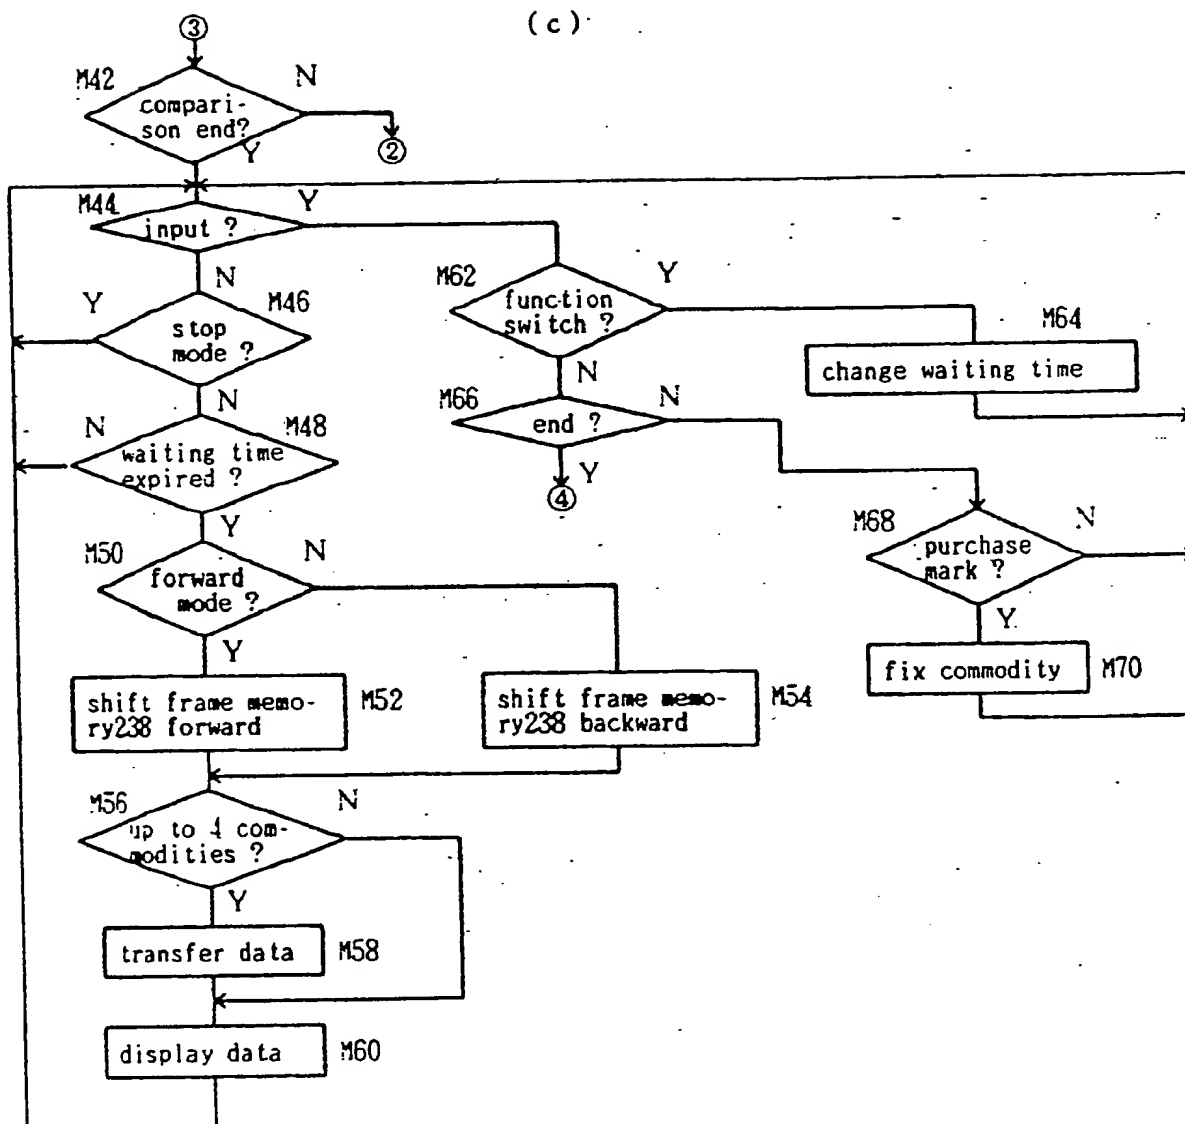 (c)
③
M42
N
compari-
son end?
Y
②
M44
Y
input ?
N
Y
M46
stop
mode ?
N
N
M48
waiting time
expired ?
Y
M50
N
forward
mode ?
Y
shift frame memo-
ry238 forward
M52
shift frame memo-
ry238 backward
M54
M56
N
up to 4 com-
modities ?
Y
transfer data
M58
display data
M60
M62
Y
function
switch ?
N
M64
change waiting time
M66
N
end ?
Y
④
M68
N
purchase
mark ?
Y
fix commodity
M70